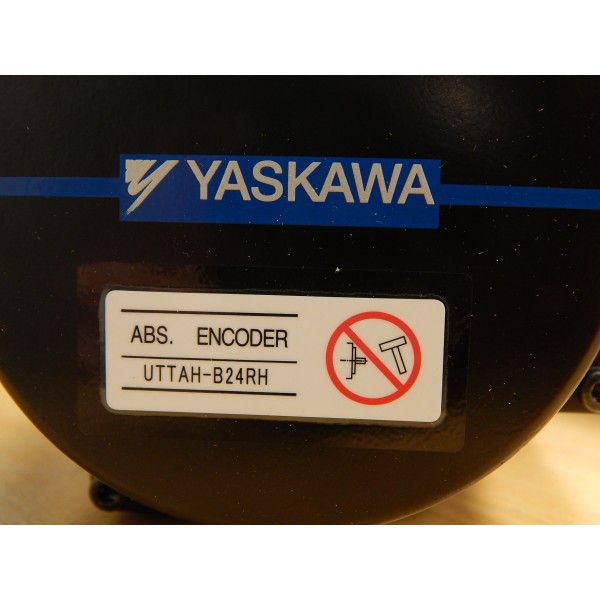 YASKAWA
ABS. ENCODER
UTTAH-B24RH